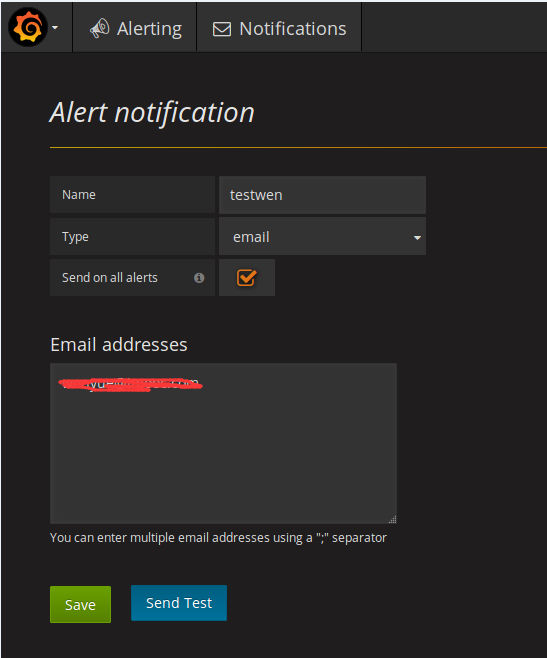 Alerting Notifications
Alert notification
Name testwen
Type email
Send on all alerts
Email addresses
You can enter multiple email addresses using a ";" separator
Save Send Test